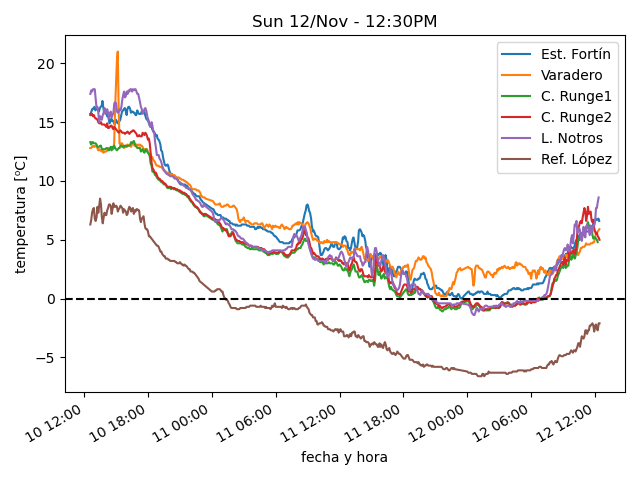 Sun 12/Nov - 12:30PM
Est. Fortín
Varadero
C. Runge1
C. Runge2
L. Notros
Ref. López
temperatura [ºC]
20
15
10
5
0
−5
10 12:00
10 18:00
11 00:00
11 06:00
11 12:00
11 18:00
12 00:00
12 06:00
12 12:00
fecha y hora